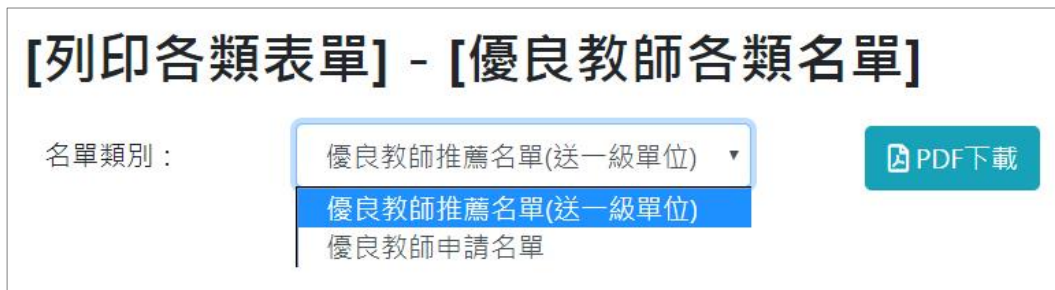 [列印各類表單] - [優良教師各類名單]
名單類別： 優良教師推薦名單(送一級單位) ▼ PDF下載
優良教師推薦名單(送一級單位)
優良教師申請名單